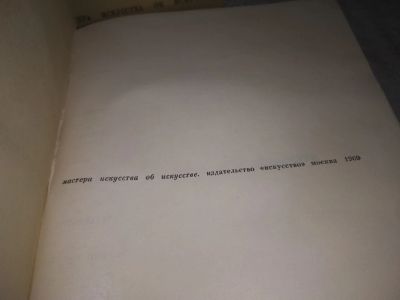 мастера искусства об искусстве. издательство «искусство» москва 1969